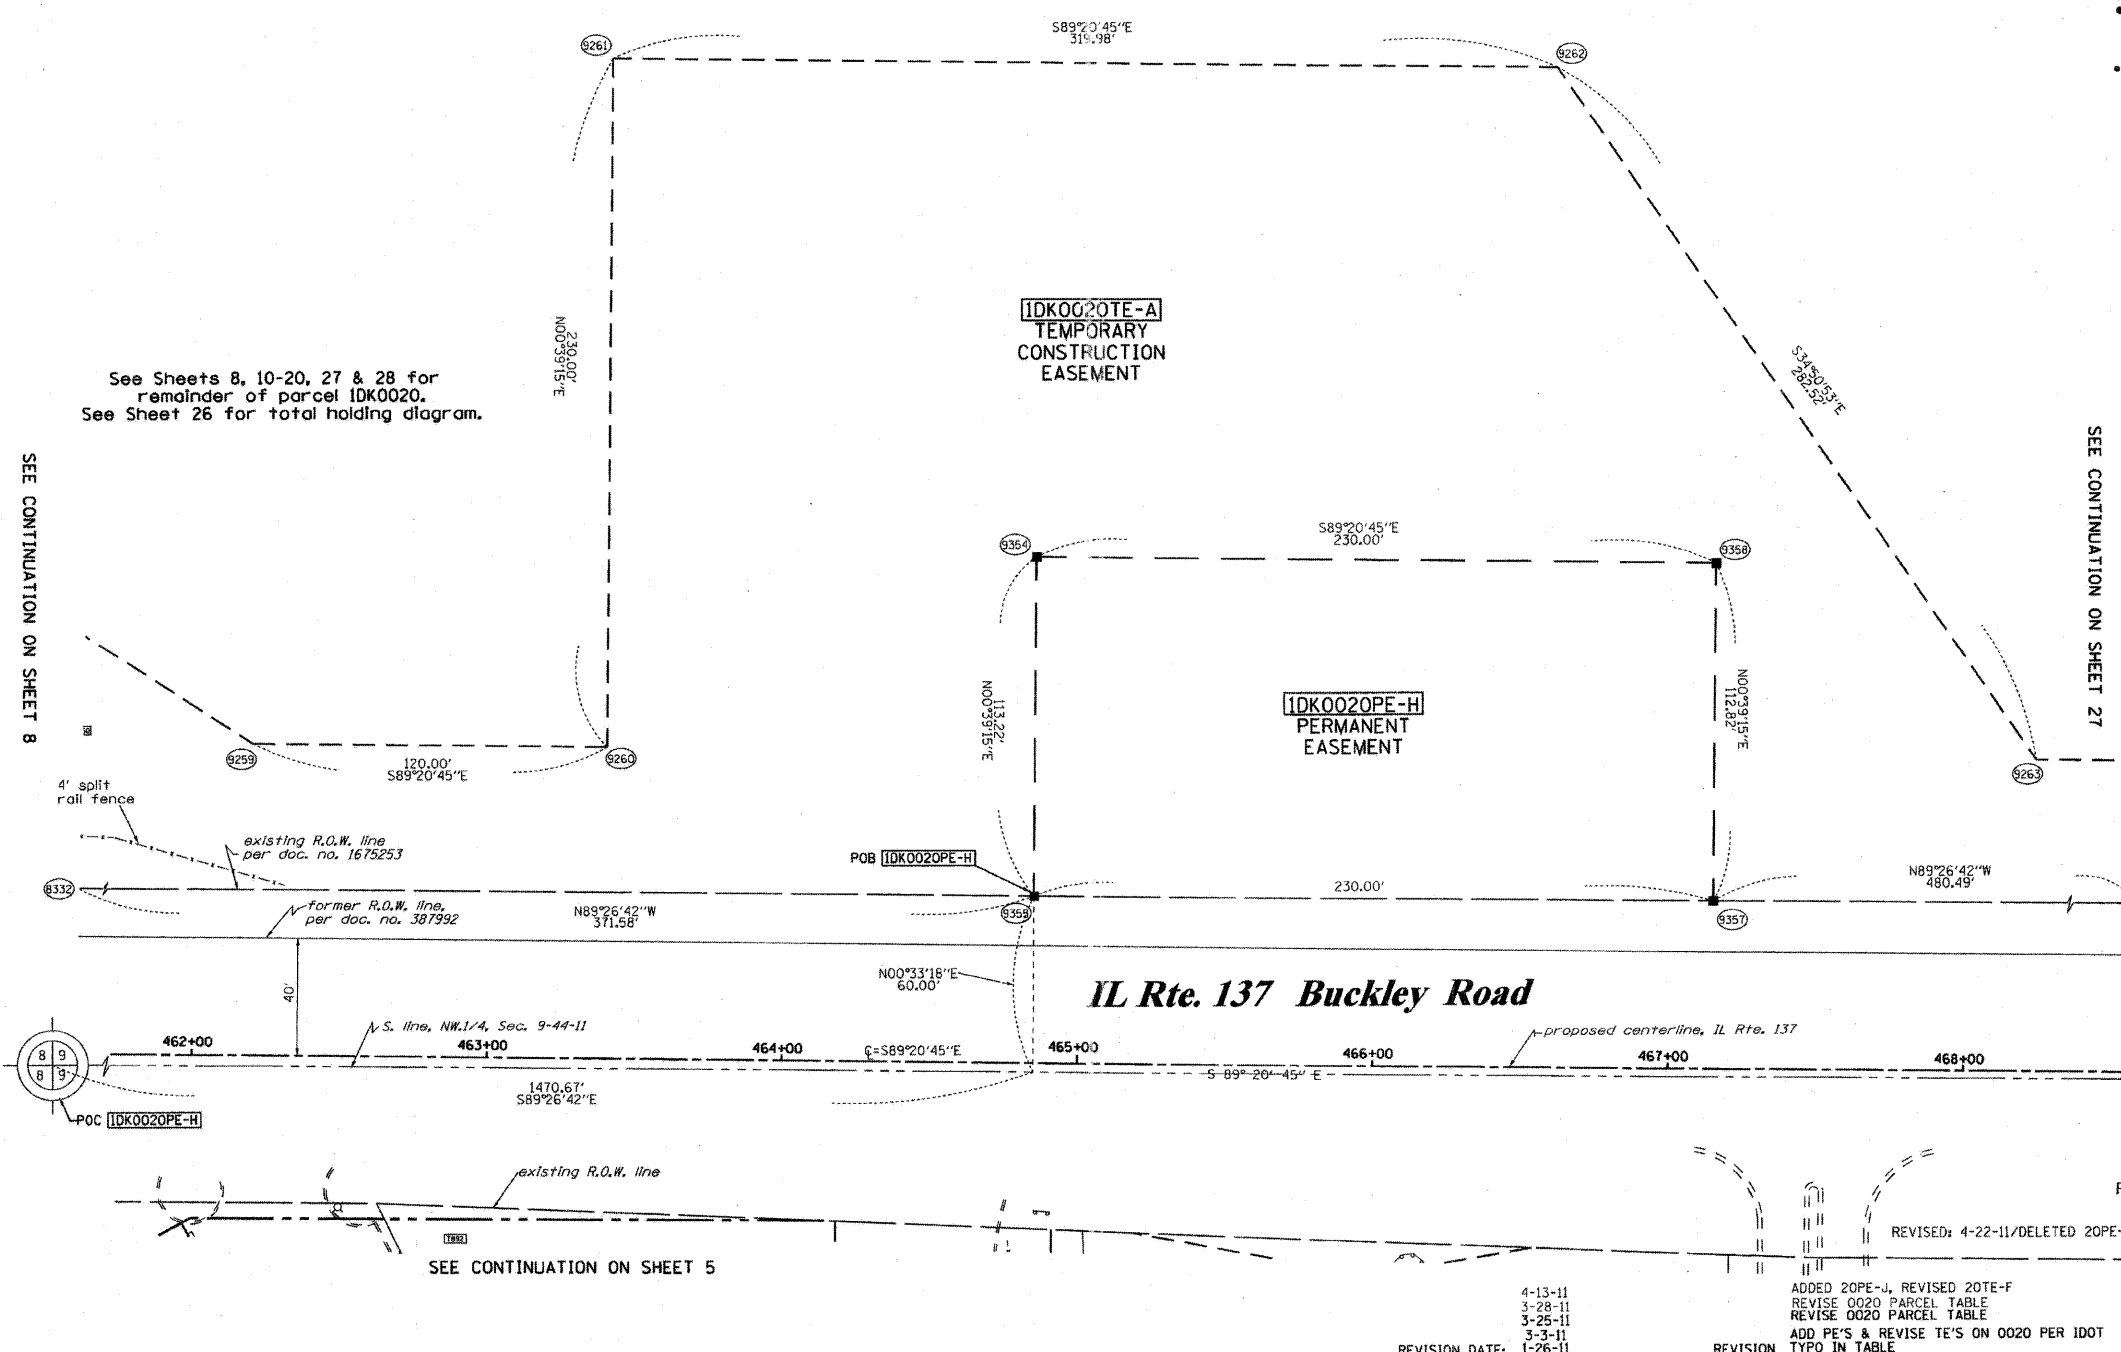 S89°20'45"E
319.98'
9261
9262
230.00'
N00°39'15"E
1DK0020TE-A
TEMPORARY
CONSTRUCTION
EASEMENT
S34°50'53"E
282.52'
See Sheets 8, 10-20, 27 & 28 for
remainder of parcel 1DK0020.
See Sheet 26 for total holding diagram.
SEE CONTINUATION ON SHEET 8
SEE CONTINUATION ON SHEET 27
9354
S89°20'45"E
230.00'
9358
113.22'
N00°39'15"E
1DK0020PE-H
PERMANENT
EASEMENT
N00°39'15"E
112.82'
9259
120.00'
S89°20'45"E
9260
9263
4' split
rail fence
existing R.O.W. line
per doc. no. 1675253
POB 1DK0020PE-H
8332
230.00'
N89°26'42"W
480.49'
former R.O.W. line,
per doc. no. 387992
N89°26'42"W
371.58'
9359
9357
N00°33'18"E
60.00'
40'
IL Rte. 137 Buckley Road
S. line, NW.1/4, Sec. 9-44-11
proposed centerline, IL Rte. 137
462+00
463+00
464+00
℄=S89°20'45"E
465+00
466+00
467+00
468+00
8 9
8 9
S 89° 20' 45" E
1470.67'
S89°26'42"E
POC 1DK0020PE-H
existing R.O.W. line
SEE CONTINUATION ON SHEET 5
REVISED: 4-22-11/DELETED 20PE-
4-13-11
ADDED 20PE-J, REVISED 20TE-F
3-28-11
REVISE 0020 PARCEL TABLE
3-25-11
REVISE 0020 PARCEL TABLE
3-3-11
ADD PE'S & REVISE TE'S ON 0020 PER IDOT
REVISION DATE: 1-26-11
REVISION TYPO IN TABLE